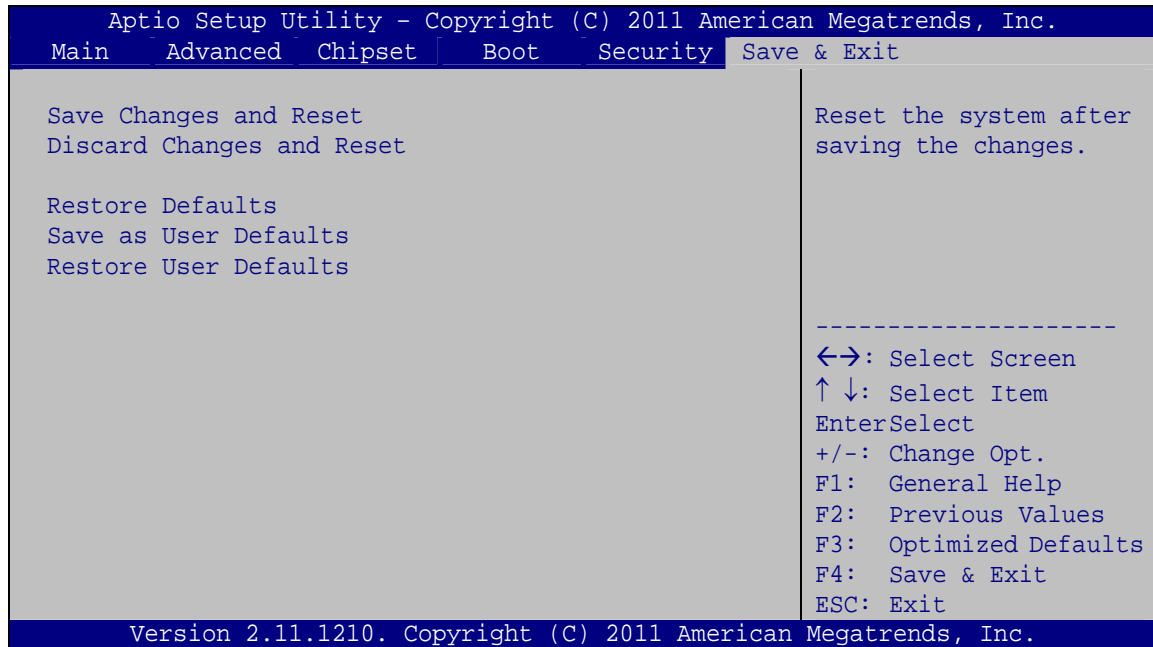 Aptio Setup Utility – Copyright (C) 2011 American Megatrends, Inc.
Main Advanced Chipset Boot Security Save & Exit
Save Changes and Reset
Discard Changes and Reset
Restore Defaults
Save as User Defaults
Restore User Defaults
Reset the system after
saving the changes.
---------------------
←→: Select Screen
↑ ↓: Select Item
EnterSelect
+/-: Change Opt.
F1: General Help
F2: Previous Values
F3: Optimized Defaults
F4: Save & Exit
ESC: Exit
Version 2.11.1210. Copyright (C) 2011 American Megatrends, Inc.